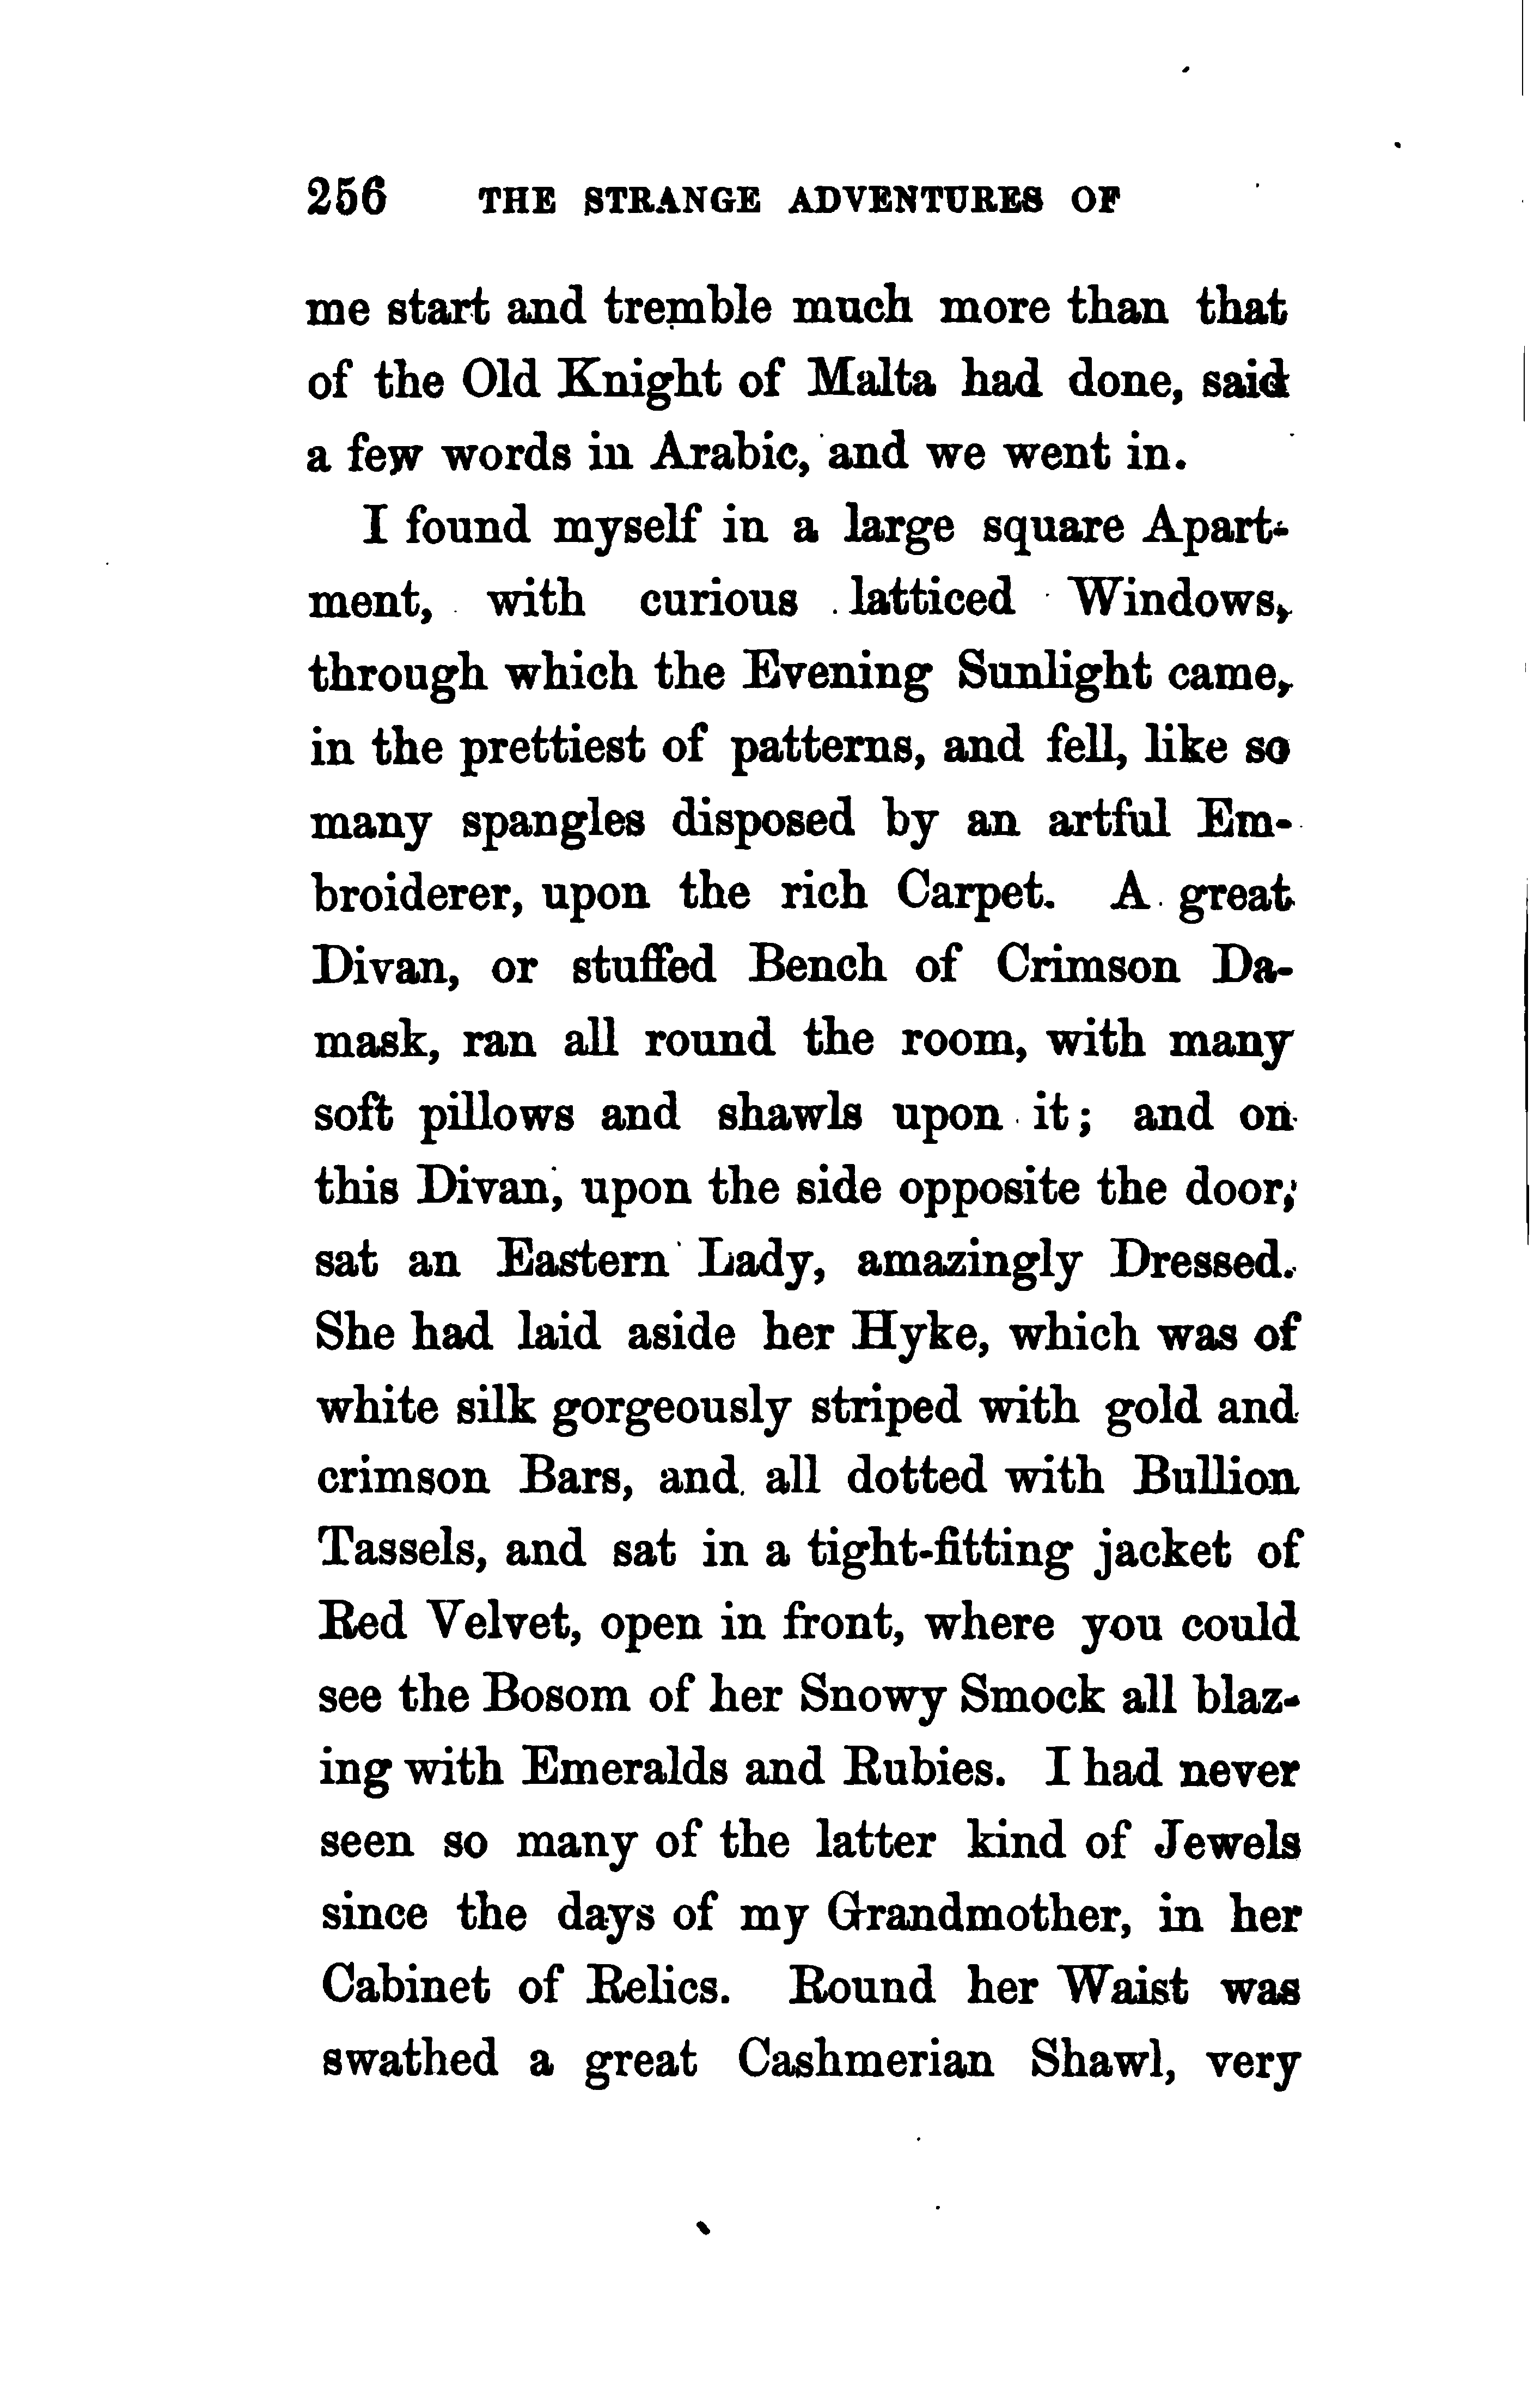 256 THE STRANGE ADVENTURES OF
me start and tremble much more than that
of the Old Knight of Malta had done, said
a few words in Arabic, and we went in.
I found myself in a large square Apart-
ment, with curious latticed Windows,
through which the Evening Sunlight came,
in the prettiest of patterns, and fell, like so
many spangles disposed by an artful Em-
broiderer, upon the rich Carpet. A great
Divan, or stuffed Bench of Crimson Da-
mask, ran all round the room, with many
soft pillows and shawls upon it; and on
this Divan, upon the side opposite the door,
sat an Eastern Lady, amazingly Dressed.
She had laid aside her Hyke, which was of
white silk gorgeously striped with gold and
crimson Bars, and all dotted with Bullion
Tassels, and sat in a tight-fitting jacket of
Red Velvet, open in front, where you could
see the Bosom of her Snowy Smock all blaz-
ing with Emeralds and Rubies. I had never
seen so many of the latter kind of Jewels
since the days of my Grandmother, in her
Cabinet of Relics. Round her Waist was
swathed a great Cashmerian Shawl, very